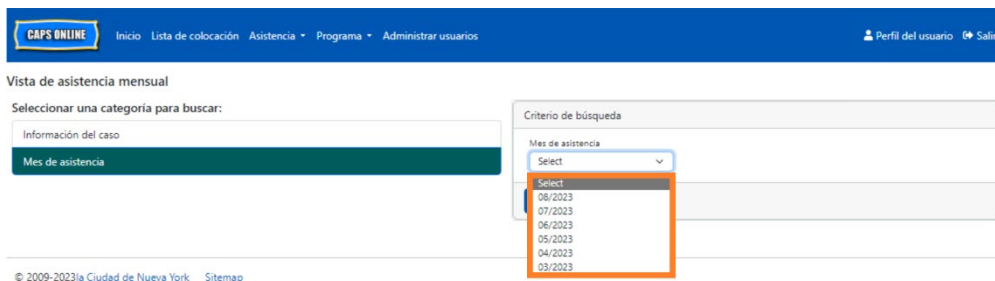 CAPS ONLINE Inicio Lista de colocación Asistencia Programa Administrar usuarios Perfil del usuario Salir
Vista de asistencia mensual
Seleccionar una categoría para buscar:
Información del caso
Mes de asistencia
Criterio de búsqueda
Mes de asistencia
Select
Select
08/2023
07/2023
06/2023
05/2023
04/2023
03/2023
© 2009-2023la Ciudad de Nueva York Sitemap